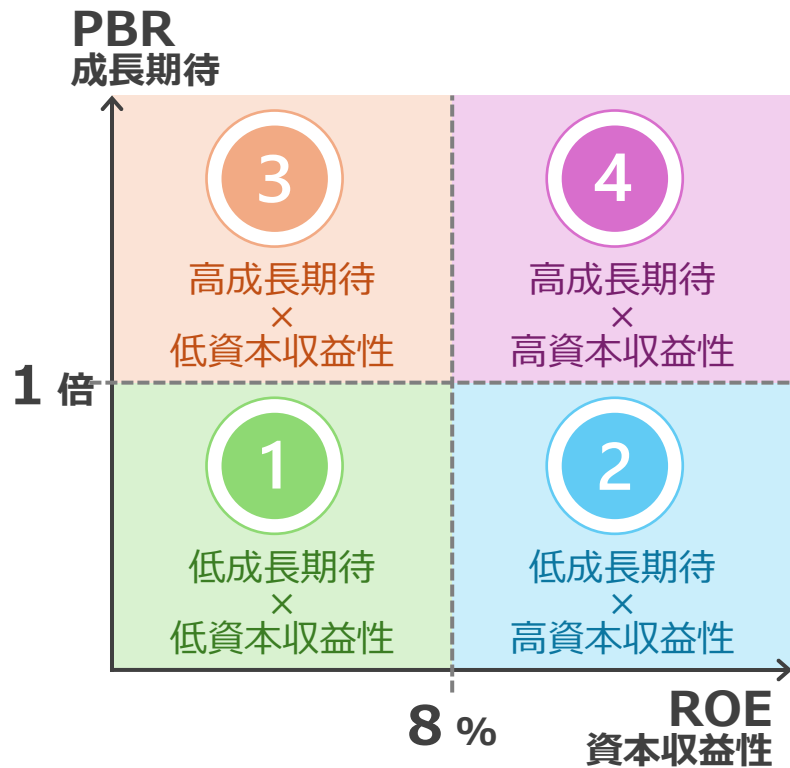 PBR
成長期待
3
高成長期待
×
低資本収益性
4
高成長期待
×
高資本収益性
1 倍
1
低成長期待
×
低資本収益性
2
低成長期待
×
高資本収益性
8 %
ROE
資本収益性